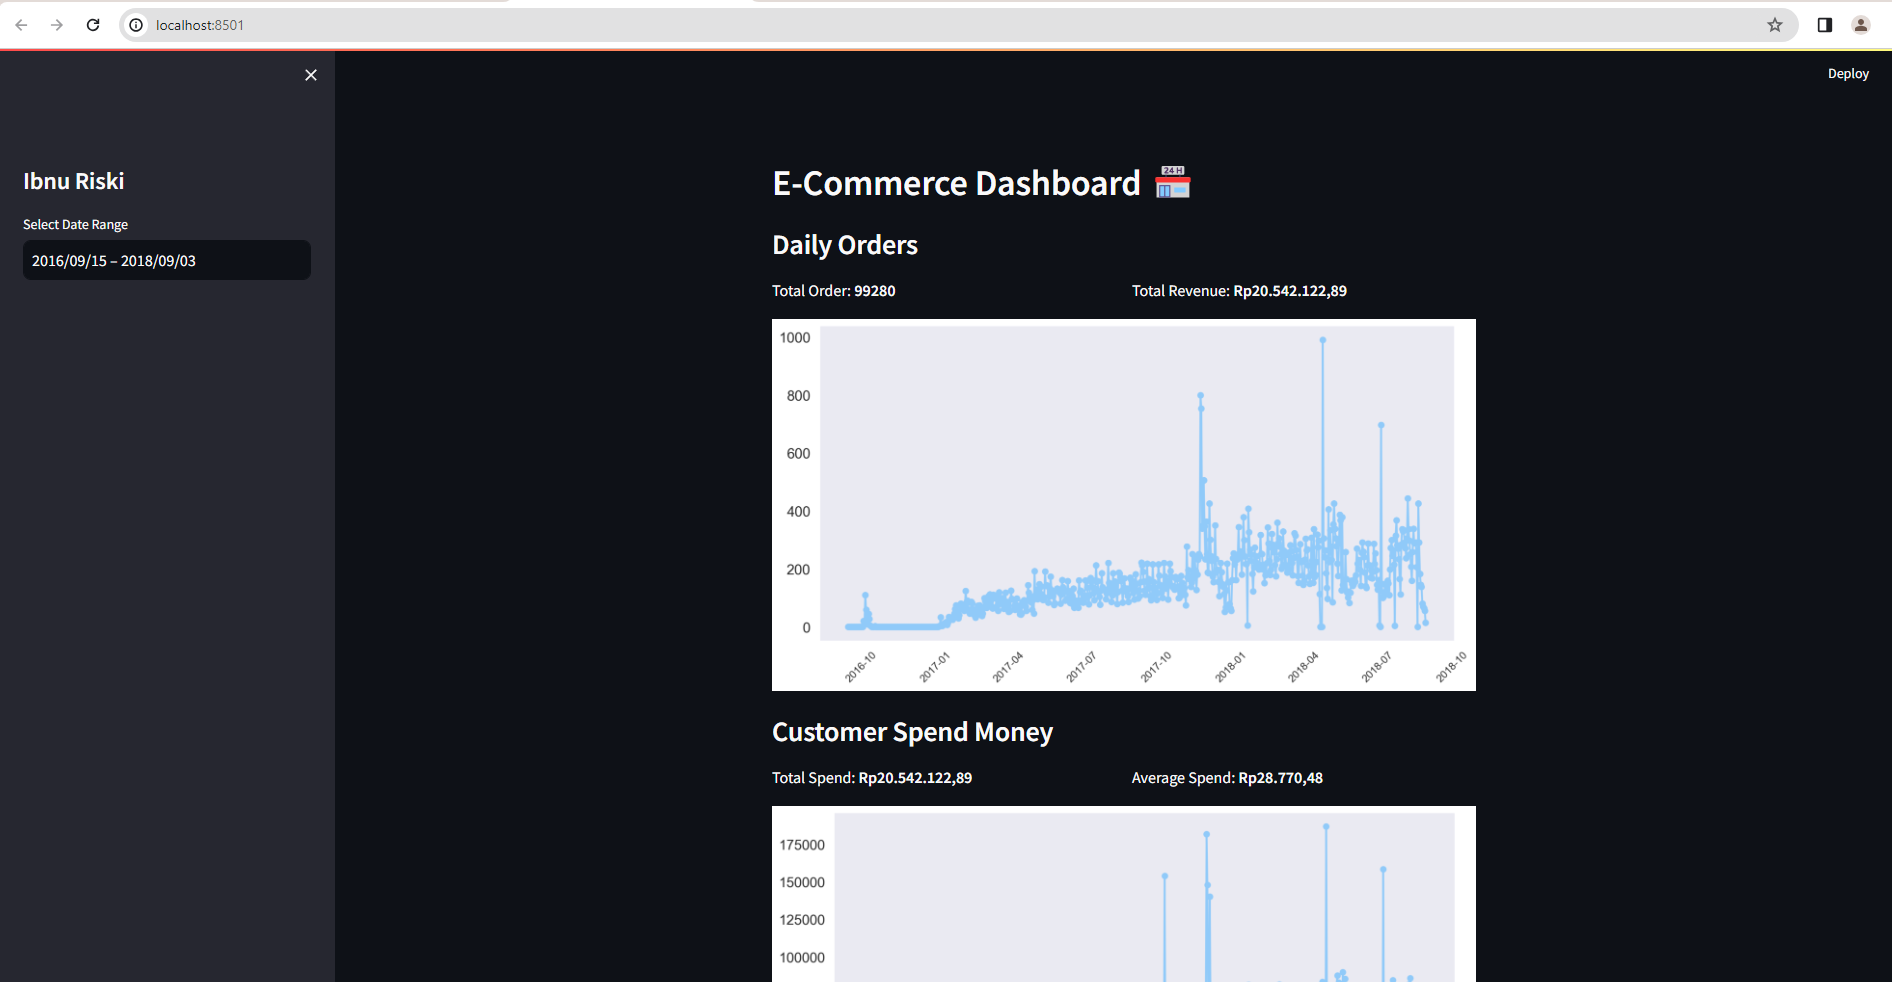 localhost:8501
Deploy
Ibnu Riski
Select Date Range
2016/09/15 – 2018/09/03
E-Commerce Dashboard
24 H
Daily Orders
Total Order: 99280
Total Revenue: Rp20.542.122,89
1000
800
600
400
200
0
2016-10
2017-01
2017-04
2017-07
2017-10
2018-01
2018-04
2018-07
2018-10
Customer Spend Money
Total Spend: Rp20.542.122,89
Average Spend: Rp28.770,48
175000
150000
125000
100000